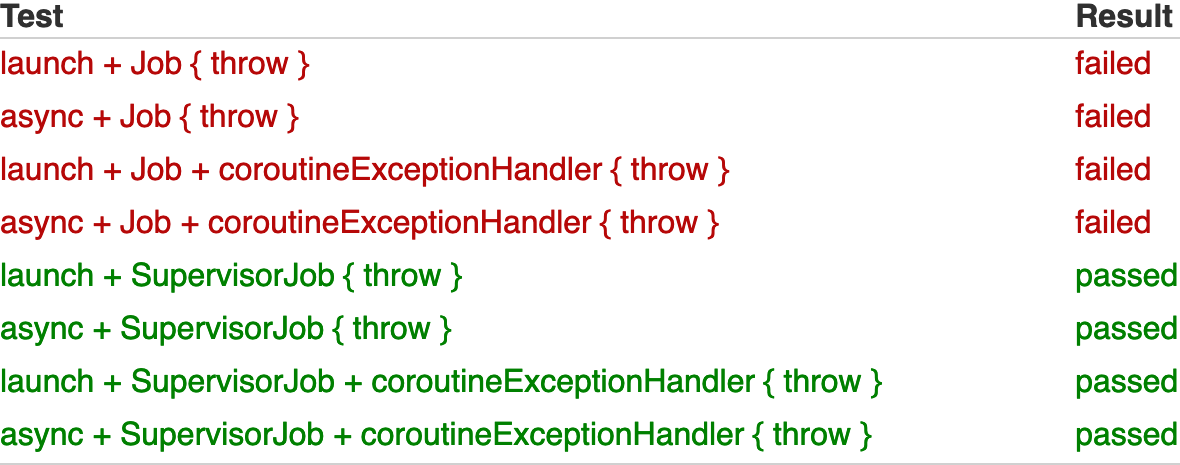 Test Result
launch + Job { throw } failed
async + Job { throw } failed
launch + Job + coroutineExceptionHandler { throw } failed
async + Job + coroutineExceptionHandler { throw } failed
launch + SupervisorJob { throw } passed
async + SupervisorJob { throw } passed
launch + SupervisorJob + coroutineExceptionHandler { throw } passed
async + SupervisorJob + coroutineExceptionHandler { throw } passed